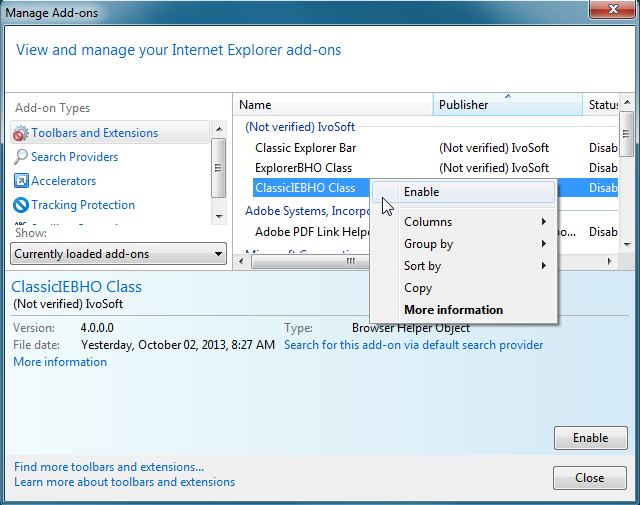 Manage Add-ons
View and manage your Internet Explorer add-ons
Add-on Types
Toolbars and Extensions
Search Providers
Accelerators
Tracking Protection
Show:
Currently loaded add-ons
Name Publisher Status
(Not verified) IvoSoft
Classic Explorer Bar (Not verified) IvoSoft Disab
ExplorerBHO Class (Not verified) IvoSoft Disab
ClassicIEBHO Class Disab
Adobe Systems, Incorpo
Adobe PDF Link Helpe o... Disab
Enable
Columns
Group by
Sort by
Copy
More information
ClassicIEBHO Class
(Not verified) IvoSoft
Version: 4.0.0.0 Type: Browser Helper Object
File date: Yesterday, October 02, 2013, 8:27 AM Search for this add-on via default search provider
More information
Enable
Find more toolbars and extensions...
Learn more about toolbars and extensions
Close